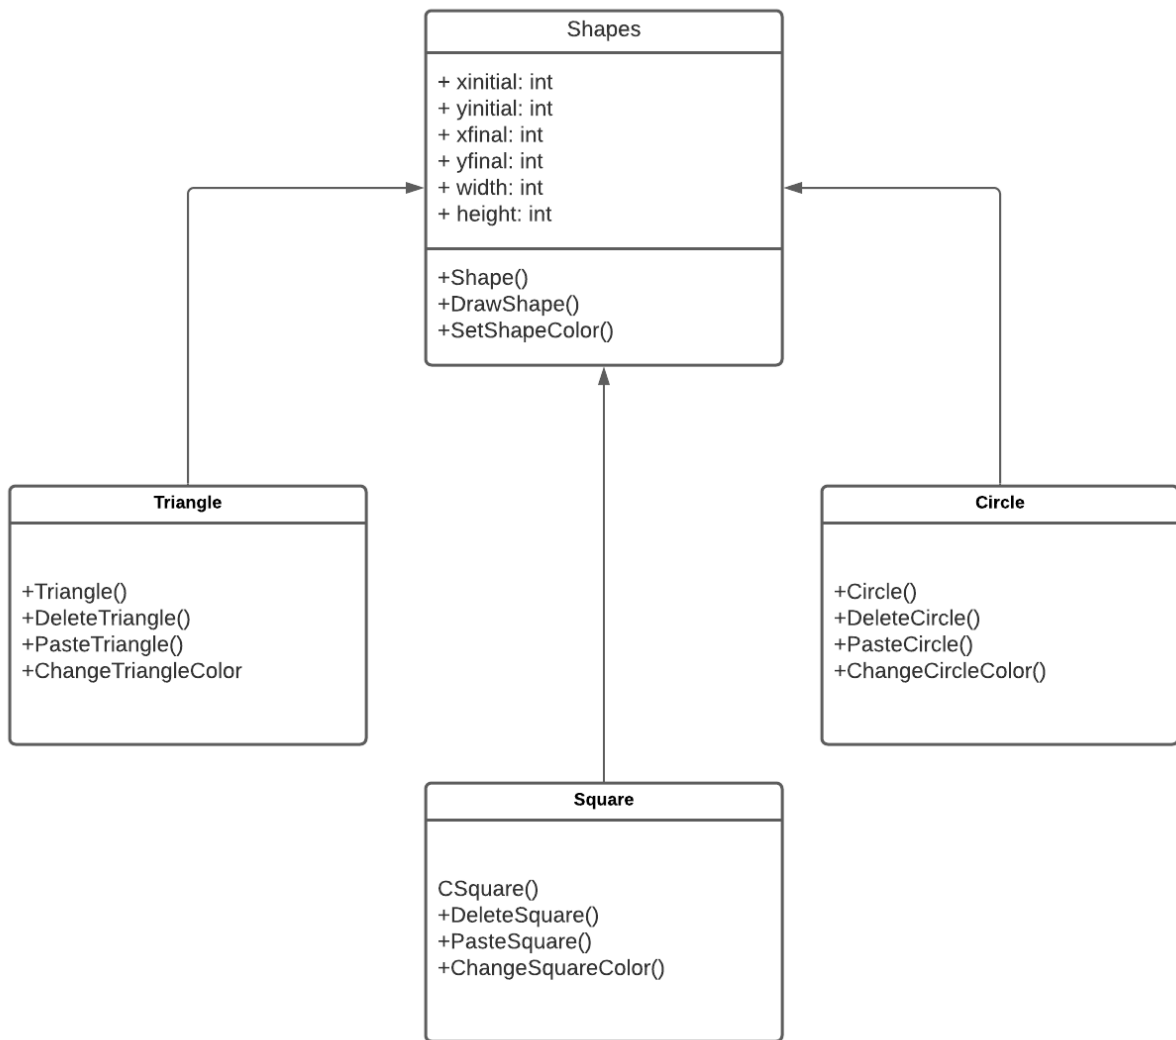 Shapes
+ xinitial: int
+ yinitial: int
+ xfinal: int
+ yfinal: int
+ width: int
+ height: int
+Shape()
+DrawShape()
+SetShapeColor()
Triangle
+Triangle()
+DeleteTriangle()
+PasteTriangle()
+ChangeTriangleColor
Circle
+Circle()
+DeleteCircle()
+PasteCircle()
+ChangeCircleColor()
Square
CSquare()
+DeleteSquare()
+PasteSquare()
+ChangeSquareColor()